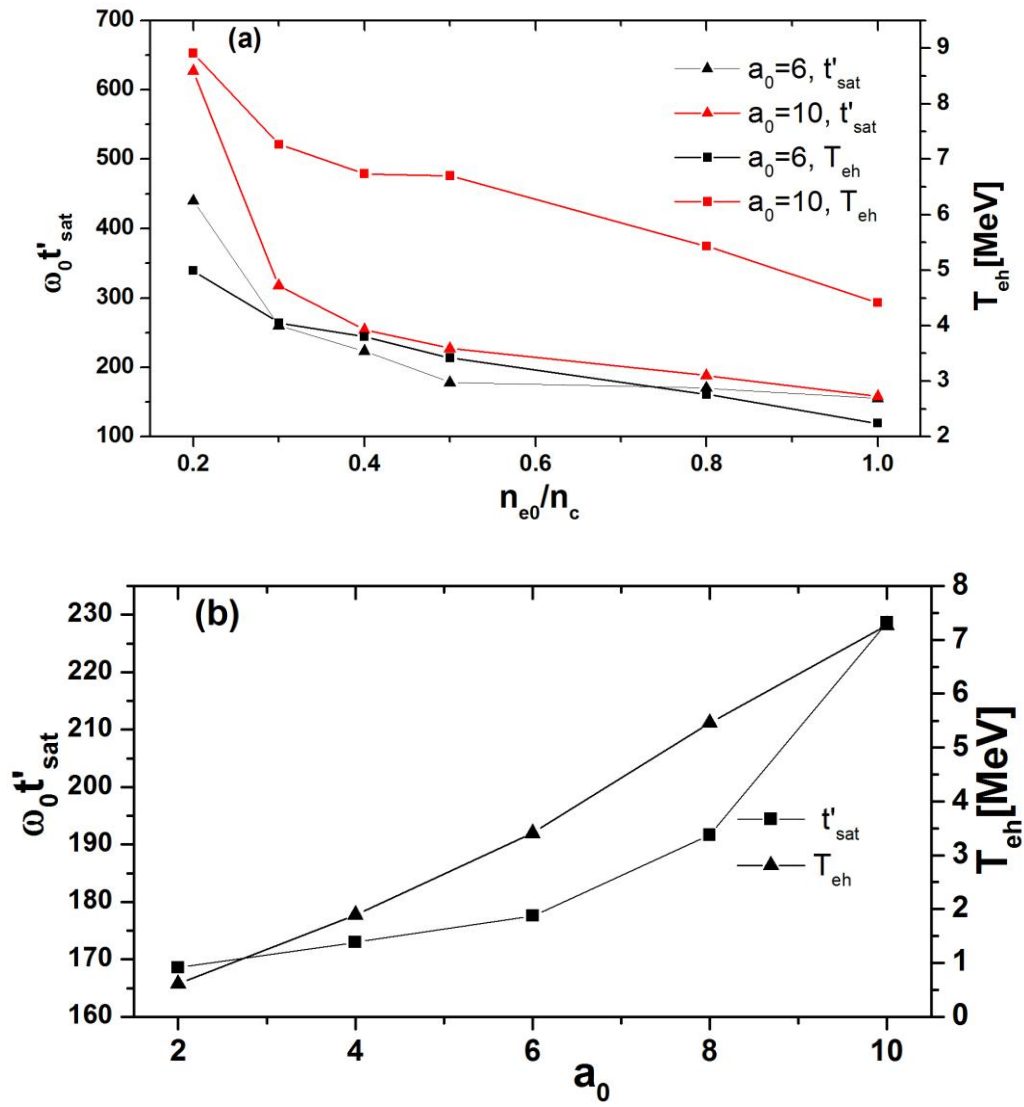 (a)
700
600
500
400
300
200
100
ω₀t'sat
9
8
7
6
5
4
3
2
Teh[MeV]
a₀=6, t'sat
a₀=10, t'sat
a₀=6, Teh
a₀=10, Teh
0.2 0.4 0.6 0.8 1.0
ne0/nc
(b)
230
220
210
200
190
180
170
160
ω₀t'sat
8
7
6
5
4
3
2
1
0
Teh[MeV]
t'sat
Teh
2 4 6 8 10
a₀